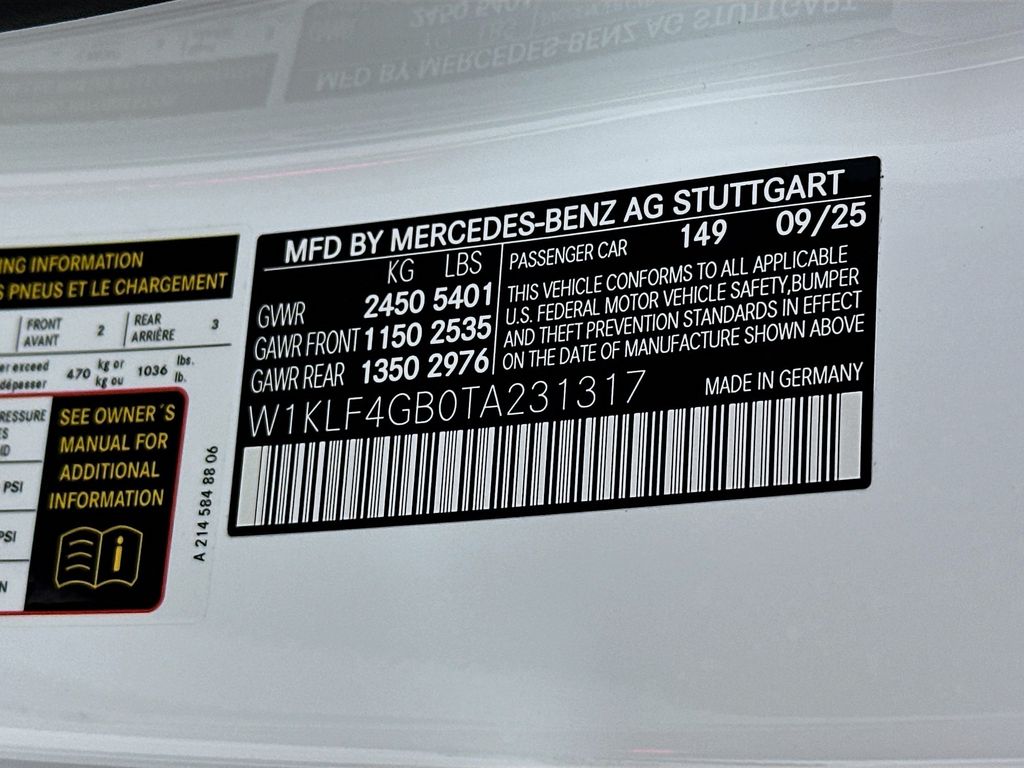 ING INFORMATION
S PNEUS ET LE CHARGEMENT
FRONT 2 REAR 3
AVANT ARRIÈRE
er exceed 470 kg or 1036 lbs.
dépasser kg ou lb.
RESSURE
PSI
PSI
SEE OWNER´S
MANUAL FOR
ADDITIONAL
INFORMATION
i
A 214 584 88 06
MFD BY MERCEDES-BENZ AG STUTTGART
KG LBS
GVWR 2450 5401
GAWR FRONT 1150 2535
GAWR REAR 1350 2976
PASSENGER CAR 149 09/25
THIS VEHICLE CONFORMS TO ALL APPLICABLE
U.S. FEDERAL MOTOR VEHICLE SAFETY,BUMPER
AND THEFT PREVENTION STANDARDS IN EFFECT
ON THE DATE OF MANUFACTURE SHOWN ABOVE
W1KLF4GB0TA231317 MADE IN GERMANY